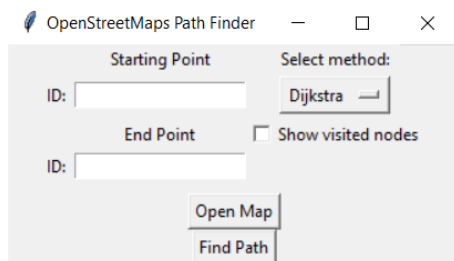 OpenStreetMaps Path Finder
Starting Point
Select method:
ID:
Dijkstra
End Point
Show visited nodes
ID:
Open Map
Find Path